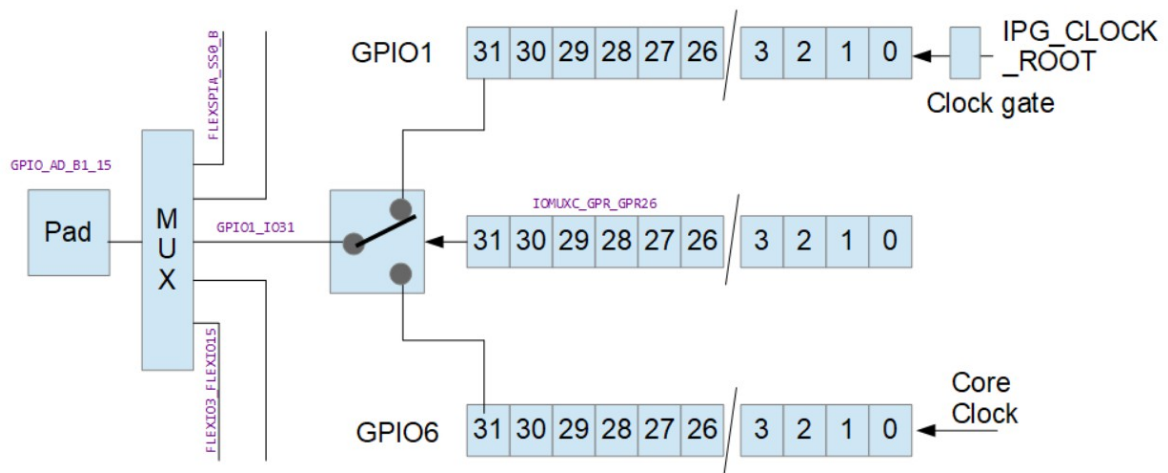 GPIO1
31 30 29 28 27 26 3 2 1 0
IPG_CLOCK
_ROOT
Clock gate
FLEXSPIA_SS0_B
GPIO_AD_B1_15
Pad
MUX
GPIO1_IO31
IOMUXC_GPR_GPR26
31 30 29 28 27 26 3 2 1 0
FLEXIO3_FLEXIO15
GPIO6
31 30 29 28 27 26 3 2 1 0
Core
Clock